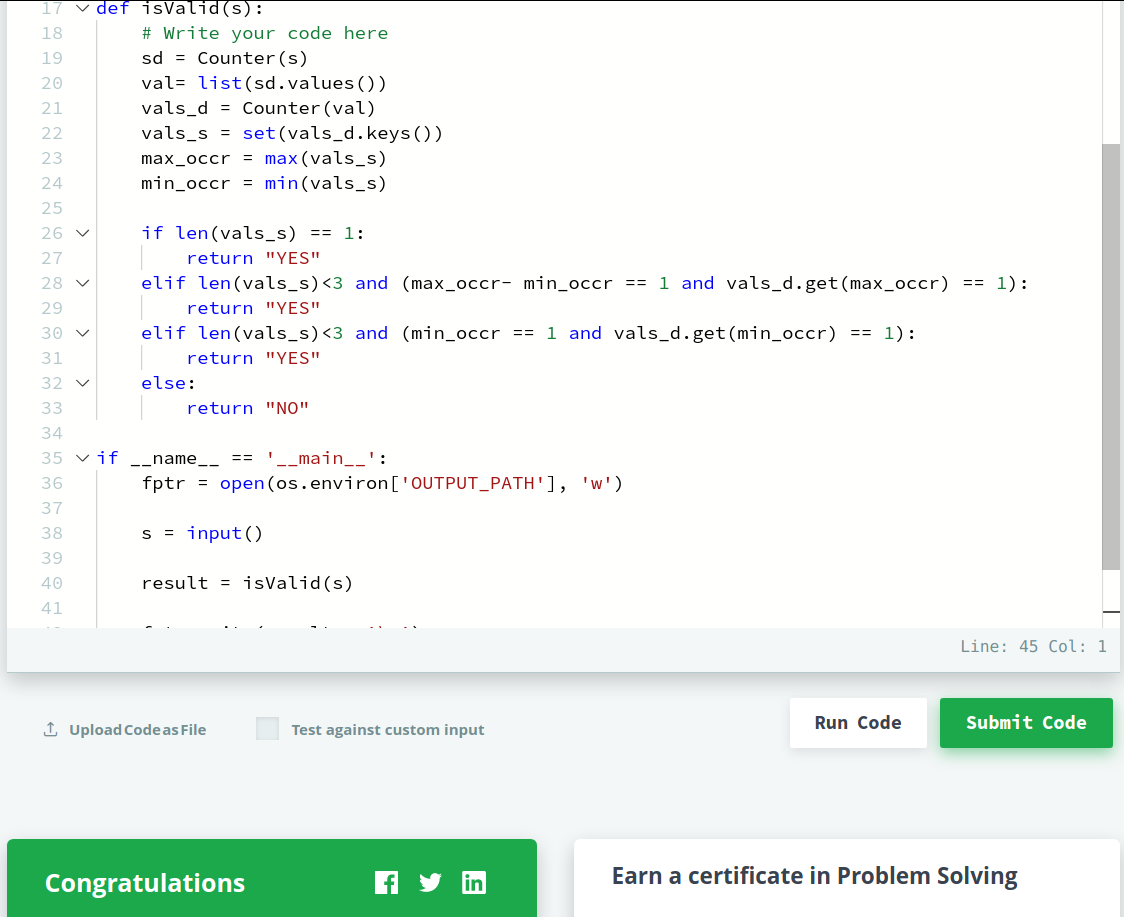 17 def isValid(s):
18 # Write your code here
19 sd = Counter(s)
20 val= list(sd.values())
21 vals_d = Counter(val)
22 vals_s = set(vals_d.keys())
23 max_occr = max(vals_s)
24 min_occr = min(vals_s)
25
26 if len(vals_s) == 1:
27 return "YES"
28 elif len(vals_s)<3 and (max_occr- min_occr == 1 and vals_d.get(max_occr) == 1):
29 return "YES"
30 elif len(vals_s)<3 and (min_occr == 1 and vals_d.get(min_occr) == 1):
31 return "YES"
32 else:
33 return "NO"
34
35 if __name__ == '__main__':
36 fptr = open(os.environ['OUTPUT_PATH'], 'w')
37
38 s = input()
39
40 result = isValid(s)
41
Line: 45 Col: 1
Upload Code as File
Test against custom input
Run Code
Submit Code
Congratulations
Earn a certificate in Problem Solving